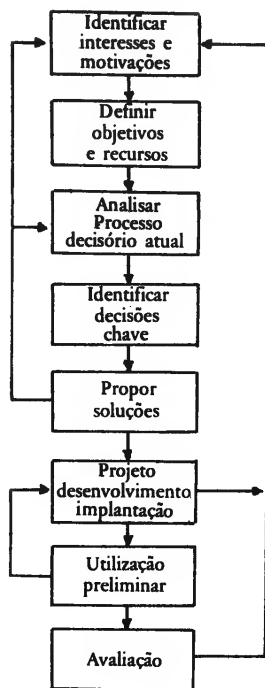 Identificar
interesses e
motivações
Definir
objetivos
e recursos
Analisar
Processo
decisório atual
Identificar
decisões
chave
Propor
soluções
Projeto
desenvolvimento
implantação
Utilização
preliminar
Avaliação